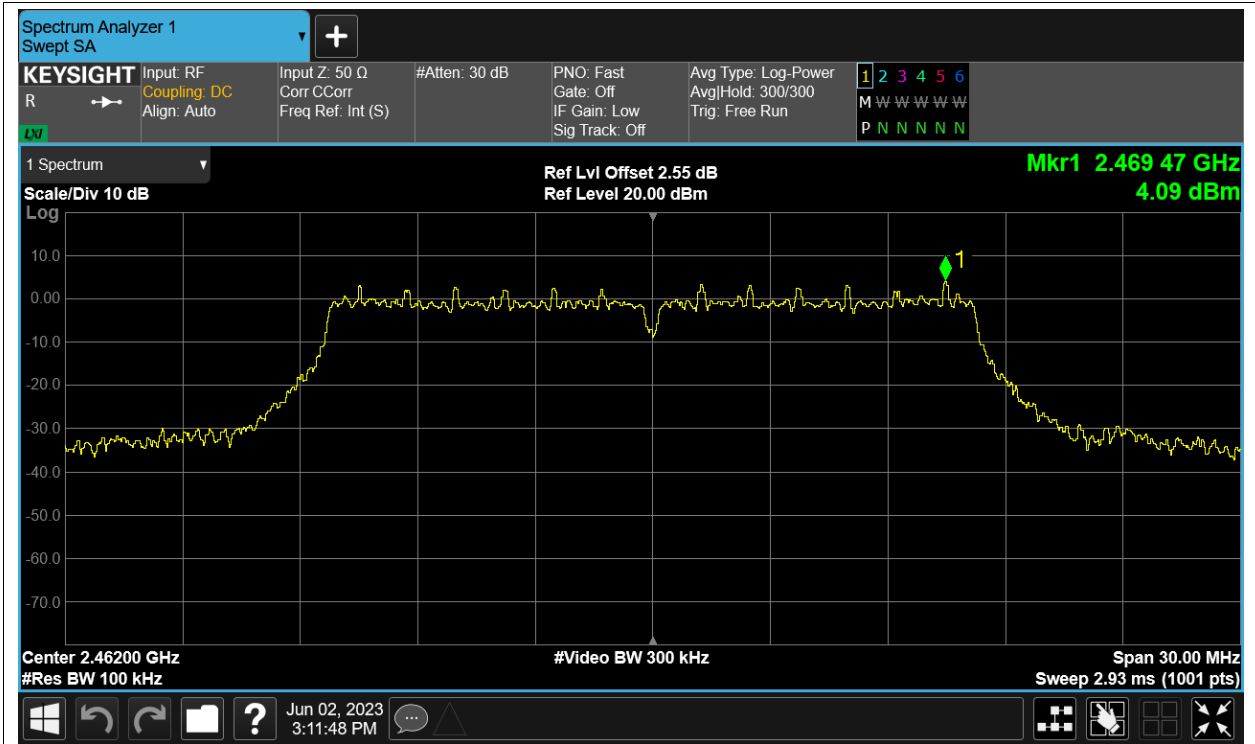 Spectrum Analyzer 1
Swept SA
KEYSIGHT
R
LXI
Input: RF
Coupling: DC
Align: Auto
Input Z: 50 Ω
Corr CCorr
Freq Ref: Int (S)
#Atten: 30 dB
PNO: Fast
Gate: Off
IF Gain: Low
Sig Track: Off
Avg Type: Log-Power
Avg|Hold: 300/300
Trig: Free Run
1 2 3 4 5 6
M W W W W W
P N N N N N
1 Spectrum
Scale/Div 10 dB
Log
Ref Lvl Offset 2.55 dB
Ref Level 20.00 dBm
Mkr1 2.469 47 GHz
4.09 dBm
1
10.0
0.00
-10.0
-20.0
-30.0
-40.0
-50.0
-60.0
-70.0
Center 2.46200 GHz
#Res BW 100 kHz
#Video BW 300 kHz
Span 30.00 MHz
Sweep 2.93 ms (1001 pts)
?
Jun 02, 2023
3:11:48 PM